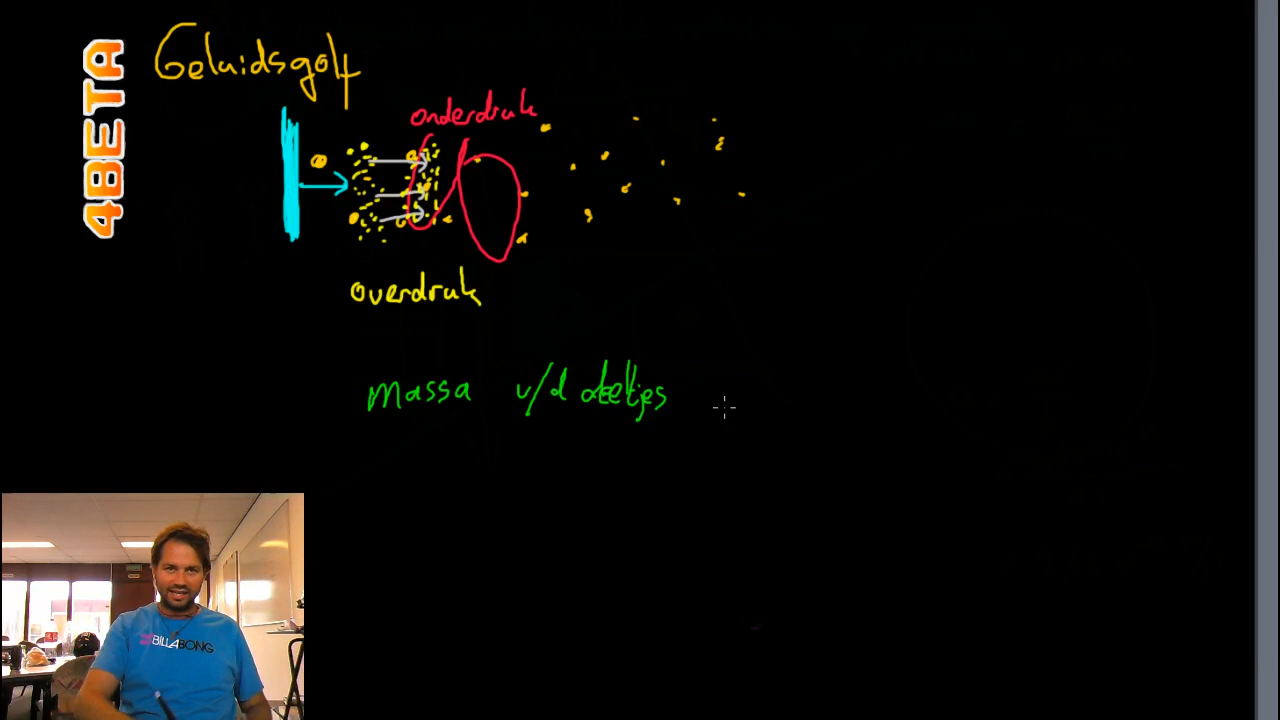 4BETA
Geluidsgolf
onderdruk
overdruk
massa v/d deeltjes
BILLABONG